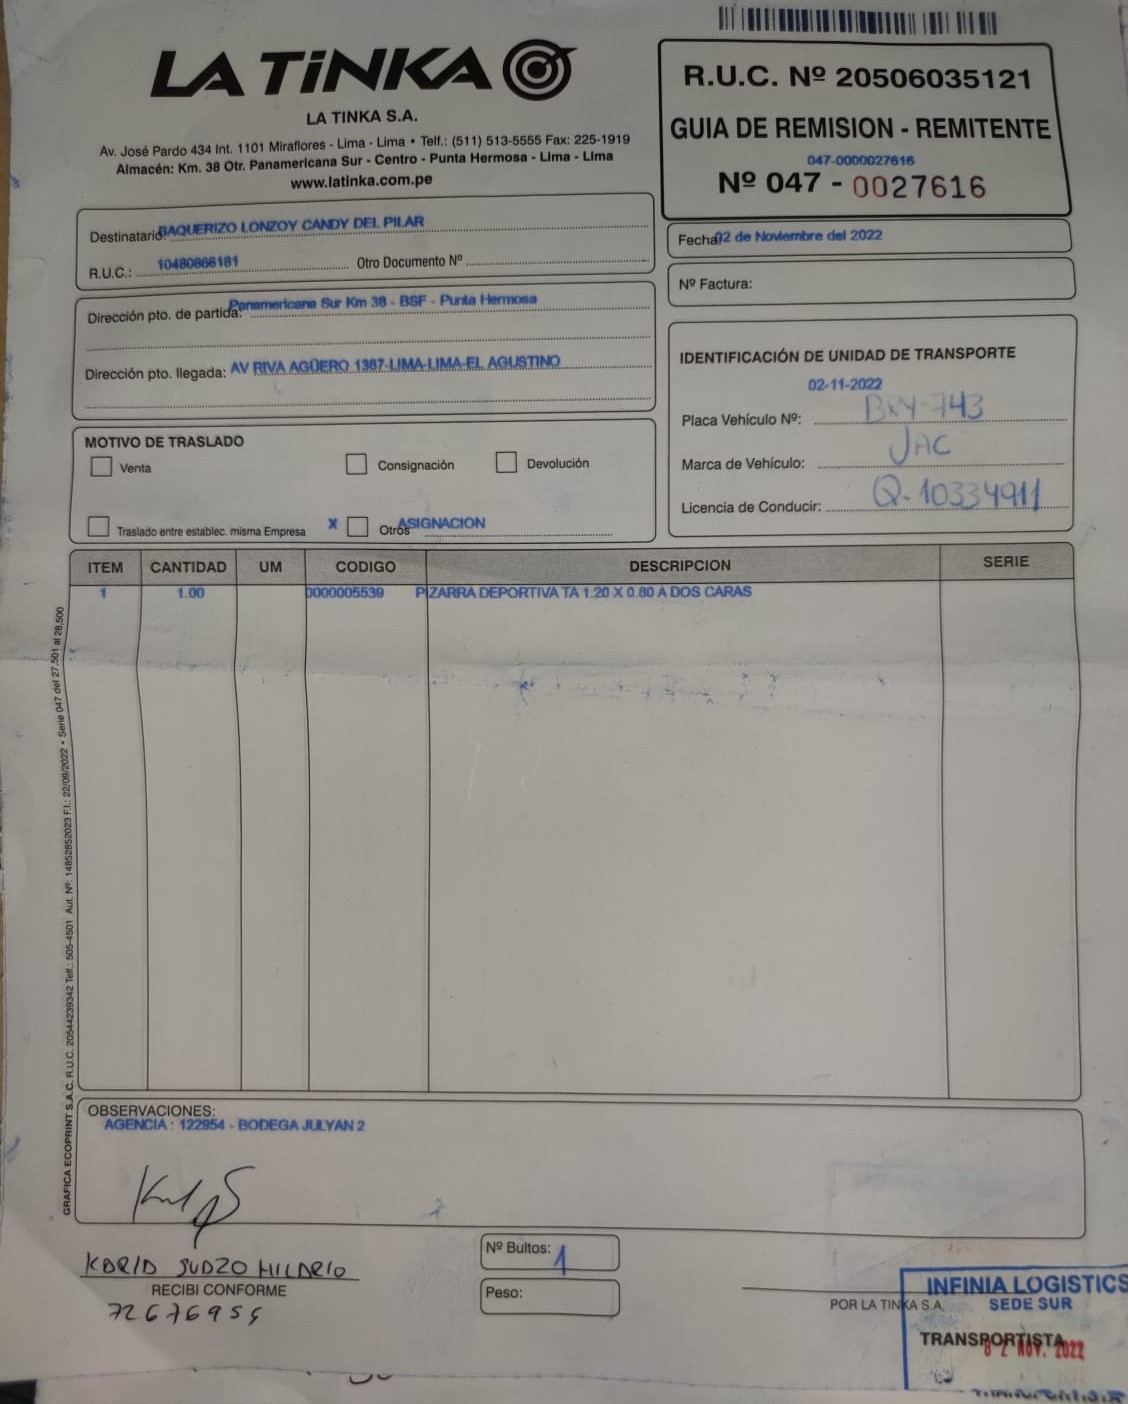 LA TiNKA
LA TINKA S.A.
Av. José Pardo 434 Int. 1101 Miraflores - Lima - Lima • Telf.: (511) 513-5555 Fax: 225-1919
Almacén: Km. 38 Otr. Panamericana Sur - Centro - Punta Hermosa - Lima - Lima
www.latinka.com.pe
R.U.C. Nº 20506035121
GUIA DE REMISION - REMITENTE
047-0000027616
Nº 047 - 0027616
Destinatario: BAQUERIZO LONZOY CANDY DEL PILAR
R.U.C.: 10480866181 Otro Documento Nº
Fecha: 02 de Noviembre del 2022
Nº Factura:
Dirección pto. de partida: Panamericana Sur Km 38 - BSF - Punta Hermosa
Dirección pto. llegada: AV RIVA AGÜERO 1387-LIMA-LIMA-EL AGUSTINO
IDENTIFICACIÓN DE UNIDAD DE TRANSPORTE
02-11-2022
Placa Vehículo Nº: BRY-743
Marca de Vehículo: JAC
Licencia de Conducir: Q-10334911
MOTIVO DE TRASLADO
Venta Consignación Devolución
Traslado entre establec. misma Empresa X Otros ASIGNACION
ITEM CANTIDAD UM CODIGO DESCRIPCION SERIE
1 1.00 0000005539 PIZARRA DEPORTIVA TA 1.20 X 0.80 A DOS CARAS
GRAFICA ECOPRINT S.A.C. R.U.C. 20544239342 Telf.: 505-4501 Aut. Nº: 14852852023 F.I.: 22/09/2022 • Serie 047 del 27,501 al 28,500
OBSERVACIONES:
AGENCIA : 122954 - BODEGA JULYAN 2
KARIA SUDZO HILARIO
RECIBI CONFORME
72676955
Nº Bultos: 1
Peso:
POR LA TINKA S.A.
INFINIA LOGISTICS
SEDE SUR
TRANSPORTISTA
02 NOV. 2022